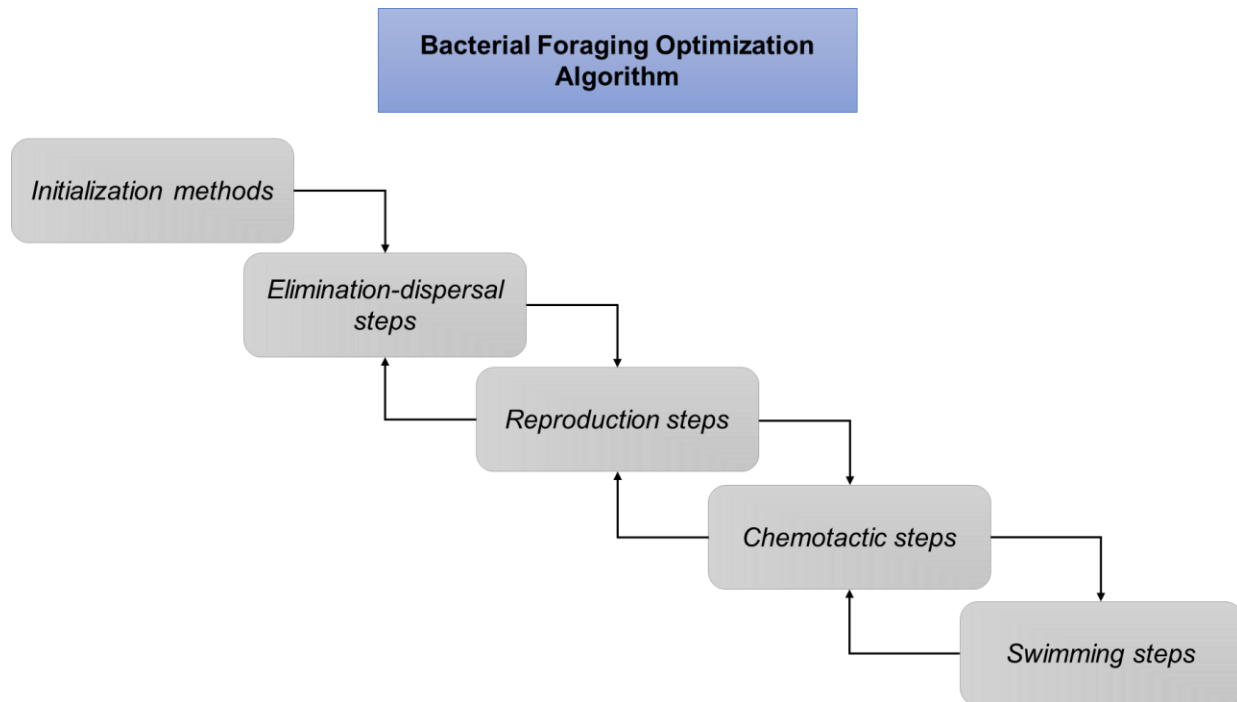 Bacterial Foraging Optimization
Algorithm
Initialization methods
Elimination-dispersal
steps
Reproduction steps
Chemotactic steps
Swimming steps